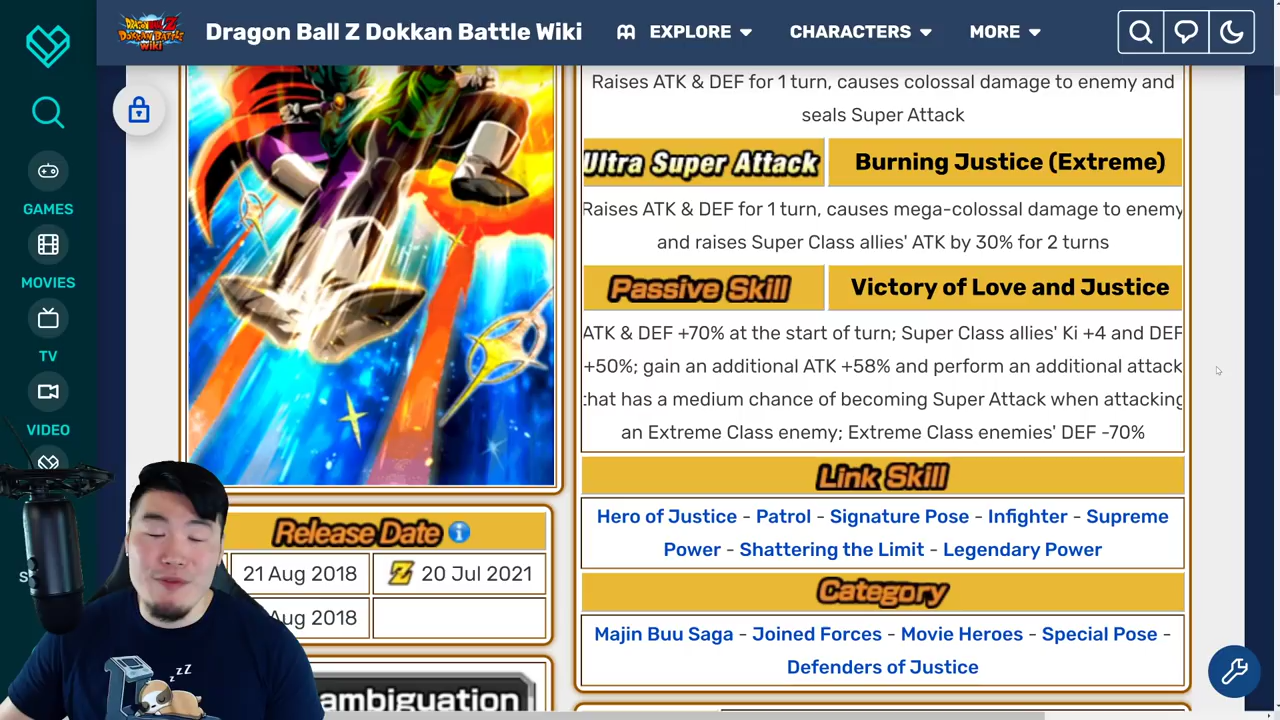 DRAGON BALL Z DOKKAN BATTLE WIKI
Dragon Ball Z Dokkan Battle Wiki
EXPLORE
CHARACTERS
MORE
GAMES
MOVIES
TV
VIDEO
Raises ATK & DEF for 1 turn, causes colossal damage to enemy and
seals Super Attack
Ultra Super Attack
Burning Justice (Extreme)
Raises ATK & DEF for 1 turn, causes mega-colossal damage to enemy
and raises Super Class allies' ATK by 30% for 2 turns
Passive Skill
Victory of Love and Justice
ATK & DEF +70% at the start of turn; Super Class allies' Ki +4 and DEF
+50%; gain an additional ATK +58% and perform an additional attack
that has a medium chance of becoming Super Attack when attacking
an Extreme Class enemy; Extreme Class enemies' DEF -70%
Link Skill
Hero of Justice - Patrol - Signature Pose - Infighter - Supreme
Power - Shattering the Limit - Legendary Power
Category
Majin Buu Saga - Joined Forces - Movie Heroes - Special Pose -
Defenders of Justice
Release Date
21 Aug 2018
Z 20 Jul 2021
Aug 2018
ambiguation
z Z Z